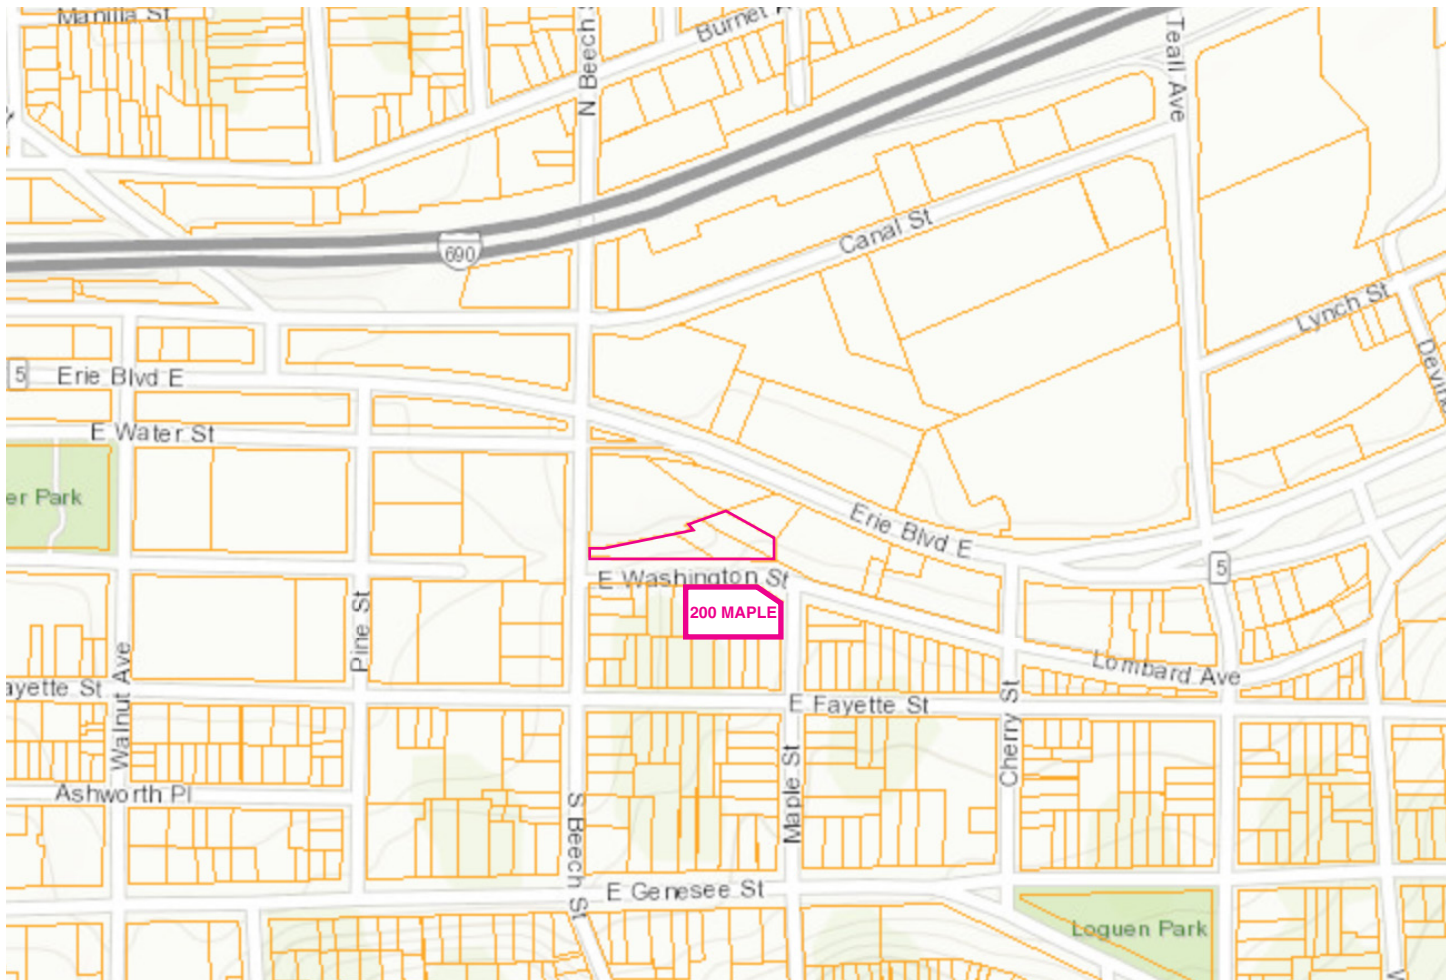 Manilla St
Burnet A
N Beech S
Teall Ave
690
Canal St
Lynch St
Devin
5
Erie Blvd E
E Water St
er Park
Erie Blvd E
5
E Washington St
200 MAPLE
Pine St
Walnut Ave
ayette St
Lombard Ave
E Fayette St
Cherry St
Maple St
Ashworth Pl
S Beech St
E Genesee St
Loguen Park